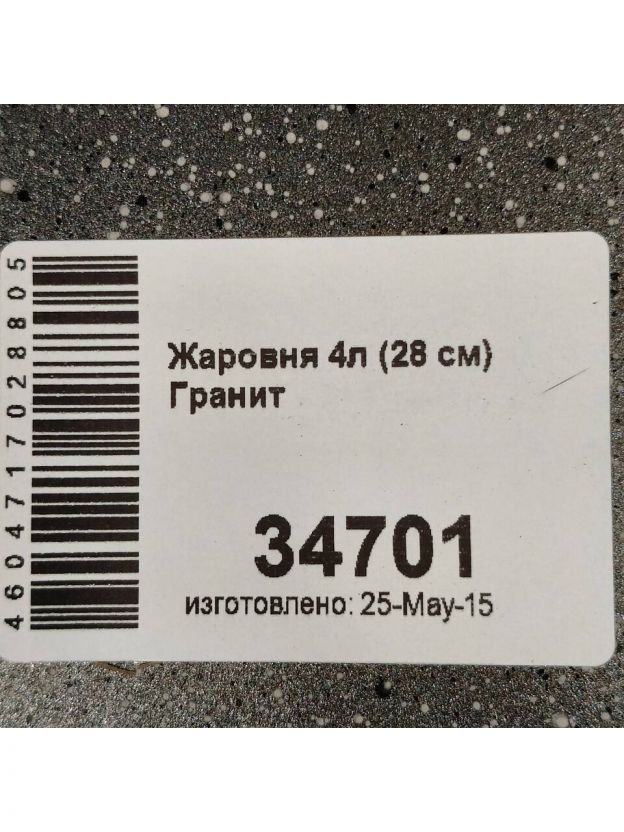 Жаровня 4л (28 см)
Гранит
34701
изготовлено: 25-May-15
4604717028805